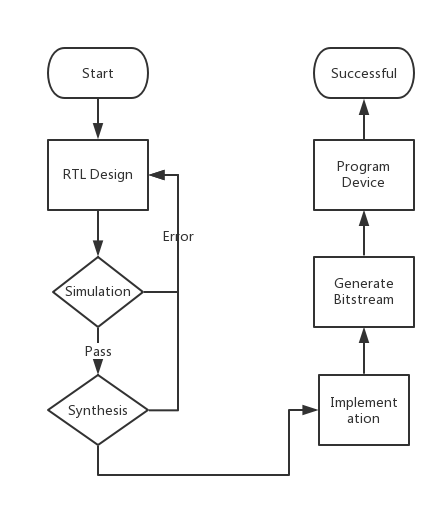 Start
RTL Design
Error
Simulation
Pass
Synthesis
Implement
ation
Generate
Bitstream
Program
Device
Successful